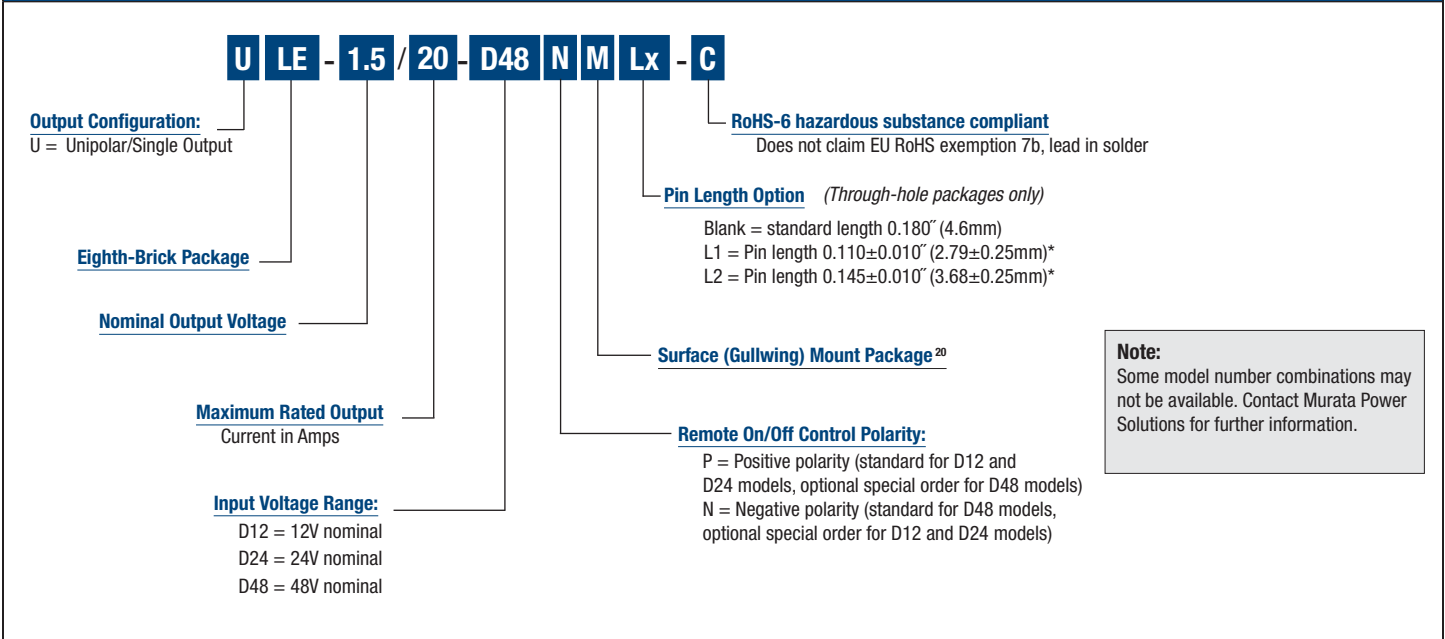 U LE - 1.5 / 20 - D48 N M Lx - C
Output Configuration:
U = Unipolar/Single Output
RoHS-6 hazardous substance compliant
Does not claim EU RoHS exemption 7b, lead in solder
Pin Length Option (Through-hole packages only)
Blank = standard length 0.180˝ (4.6mm)
L1 = Pin length 0.110±0.010˝ (2.79±0.25mm)*
L2 = Pin length 0.145±0.010˝ (3.68±0.25mm)*
Eighth-Brick Package
Nominal Output Voltage
Surface (Gullwing) Mount Package 20
Note:
Some model number combinations may
not be available. Contact Murata Power
Solutions for further information.
Maximum Rated Output
Current in Amps
Remote On/Off Control Polarity:
P = Positive polarity (standard for D12 and
D24 models, optional special order for D48 models)
N = Negative polarity (standard for D48 models,
optional special order for D12 and D24 models)
Input Voltage Range:
D12 = 12V nominal
D24 = 24V nominal
D48 = 48V nominal